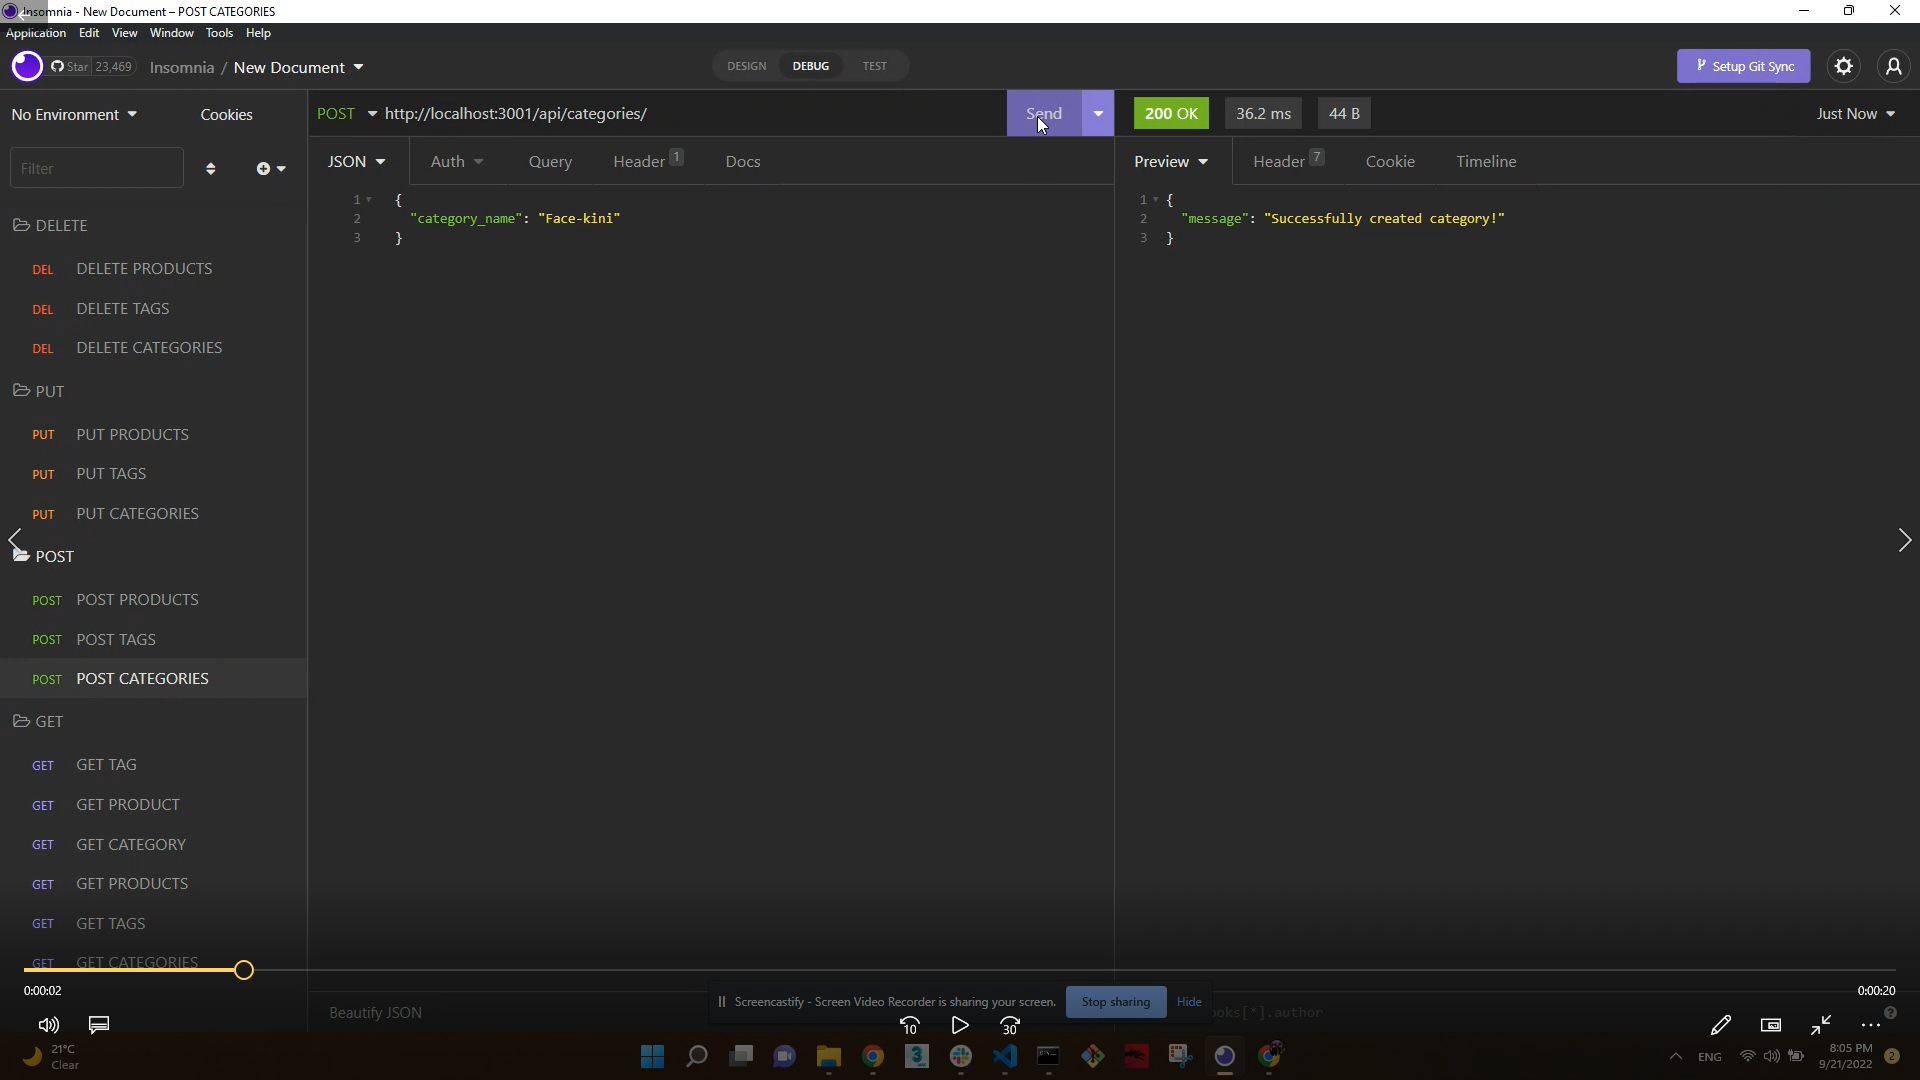 Insomnia - New Document – POST CATEGORIES
Application Edit View Window Tools Help
Star 23,469
Insomnia / New Document
DESIGN DEBUG TEST
Setup Git Sync
No Environment Cookies
POST http://localhost:3001/api/categories/
Send
200 OK 36.2 ms 44 B
Just Now
Filter
JSON Auth Query Header 1 Docs
Preview Header 7 Cookie Timeline
1 {
2 "category_name": "Face-kini"
3 }
1 {
2 "message": "Successfully created category!"
3 }
DELETE
DEL DELETE PRODUCTS
DEL DELETE TAGS
DEL DELETE CATEGORIES
PUT
PUT PUT PRODUCTS
PUT PUT TAGS
PUT PUT CATEGORIES
POST
POST POST PRODUCTS
POST POST TAGS
POST POST CATEGORIES
GET
GET GET TAG
GET GET PRODUCT
GET GET CATEGORY
GET GET PRODUCTS
GET GET TAGS
GET GET CATEGORIES
0:00:02
0:00:20
Beautify JSON
Screencastify - Screen Video Recorder is sharing your screen.
Stop sharing
Hide
ooks[*].author
10
30
21°C
Clear
3
ENG
8:05 PM
9/21/2022
2